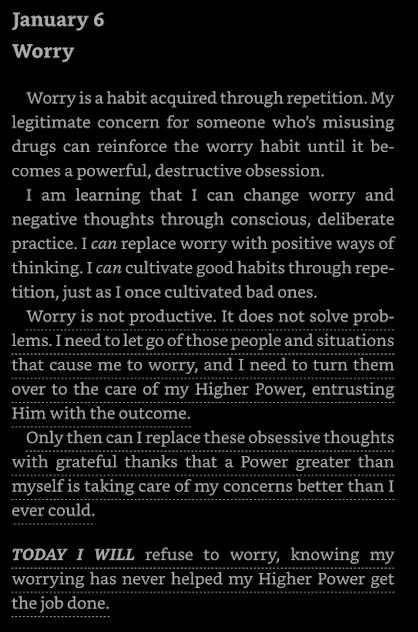 January 6
Worry
Worry is a habit acquired through repetition. My
legitimate concern for someone who's misusing
drugs can reinforce the worry habit until it be-
comes a powerful, destructive obsession.
I am learning that I can change worry and
negative thoughts through conscious, deliberate
practice. I can replace worry with positive ways of
thinking. I can cultivate good habits through repe-
tition, just as I once cultivated bad ones.
Worry is not productive. It does not solve prob-
lems. I need to let go of those people and situations
that cause me to worry, and I need to turn them
over to the care of my Higher Power, entrusting
Him with the outcome.
Only then can I replace these obsessive thoughts
with grateful thanks that a Power greater than
myself is taking care of my concerns better than I
ever could.
TODAY I WILL refuse to worry, knowing my
worrying has never helped my Higher Power get
the job done.